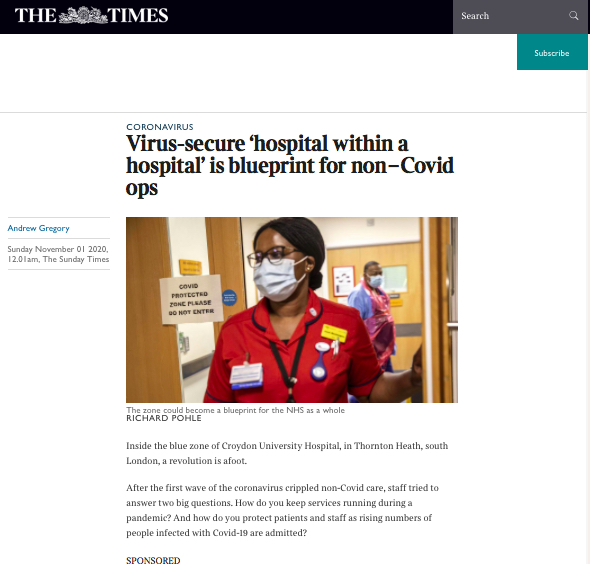 THE TIMES
Search
Subscribe
CORONAVIRUS
Virus-secure ‘hospital within a
hospital’ is blueprint for non–Covid
ops
Andrew Gregory
Sunday November 01 2020,
12.01am, The Sunday Times
COVID
PROTECTED
ZONE PLEASE
DO NOT ENTER
The zone could become a blueprint for the NHS as a whole
RICHARD POHLE
Inside the blue zone of Croydon University Hospital, in Thornton Heath, south
London, a revolution is afoot.
After the first wave of the coronavirus crippled non-Covid care, staff tried to
answer two big questions. How do you keep services running during a
pandemic? And how do you protect patients and staff as rising numbers of
people infected with Covid-19 are admitted?
SPONSORED